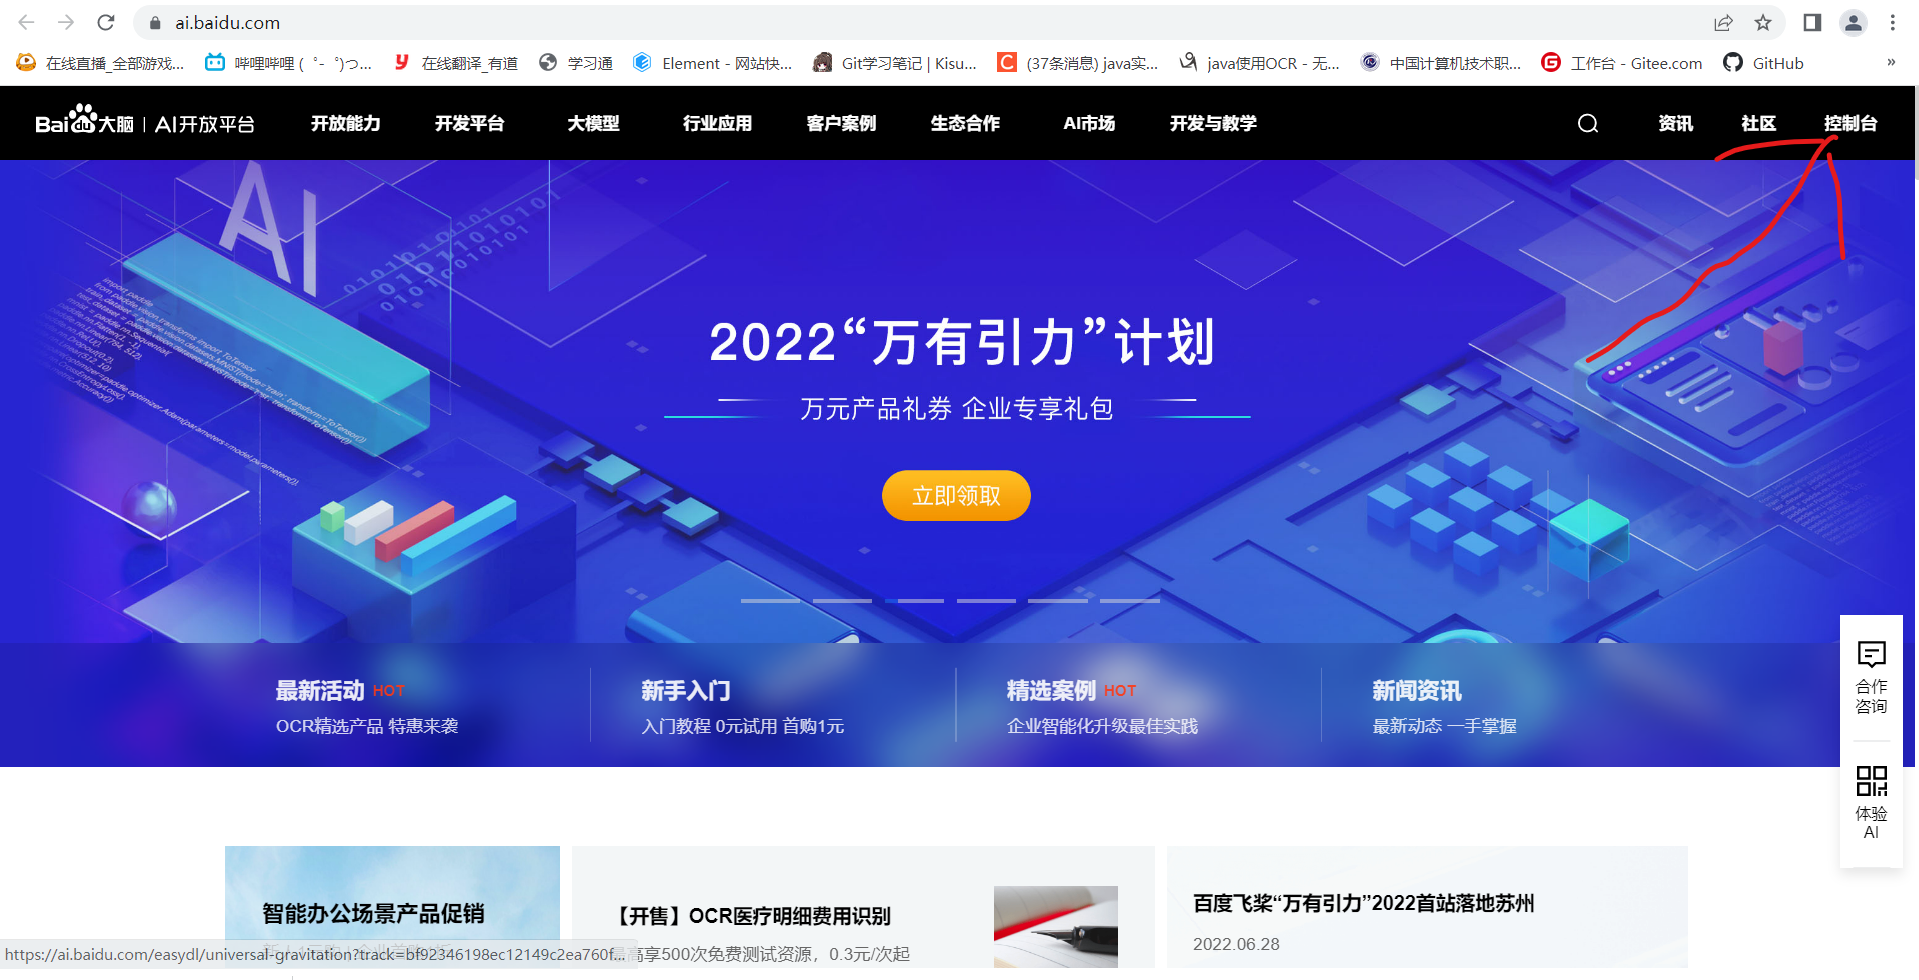 ai.baidu.com
在线直播_全部游戏... 哔哩哔哩 ( ゜- ゜)つ... 在线翻译_有道 学习通 Element - 网站快... Git学习笔记 | Kisu... (37条消息) java实... java使用OCR - 无... 中国计算机技术职... 工作台 - Gitee.com GitHub »
Bai du 大脑 | AI开放平台 开放能力 开发平台 大模型 行业应用 客户案例 生态合作 AI市场 开发与教学 资讯 社区 控制台
AI
010101010101
010101
2022“万有引力”计划
万元产品礼券 企业专享礼包
立即领取
最新活动 HOT
OCR精选产品 特惠来袭
新手入门
入门教程 0元试用 首购1元
精选案例 HOT
企业智能化升级最佳实践
新闻资讯
最新动态 一手掌握
合作
咨询
体验
AI
智能办公场景产品促销
【开售】OCR医疗明细费用识别
最高享500次免费测试资源，0.3元/次起
百度飞桨“万有引力”2022首站落地苏州
2022.06.28
https://ai.baidu.com/easydl/universal-gravitation?track=bf92346198ec12149c2ea760f...